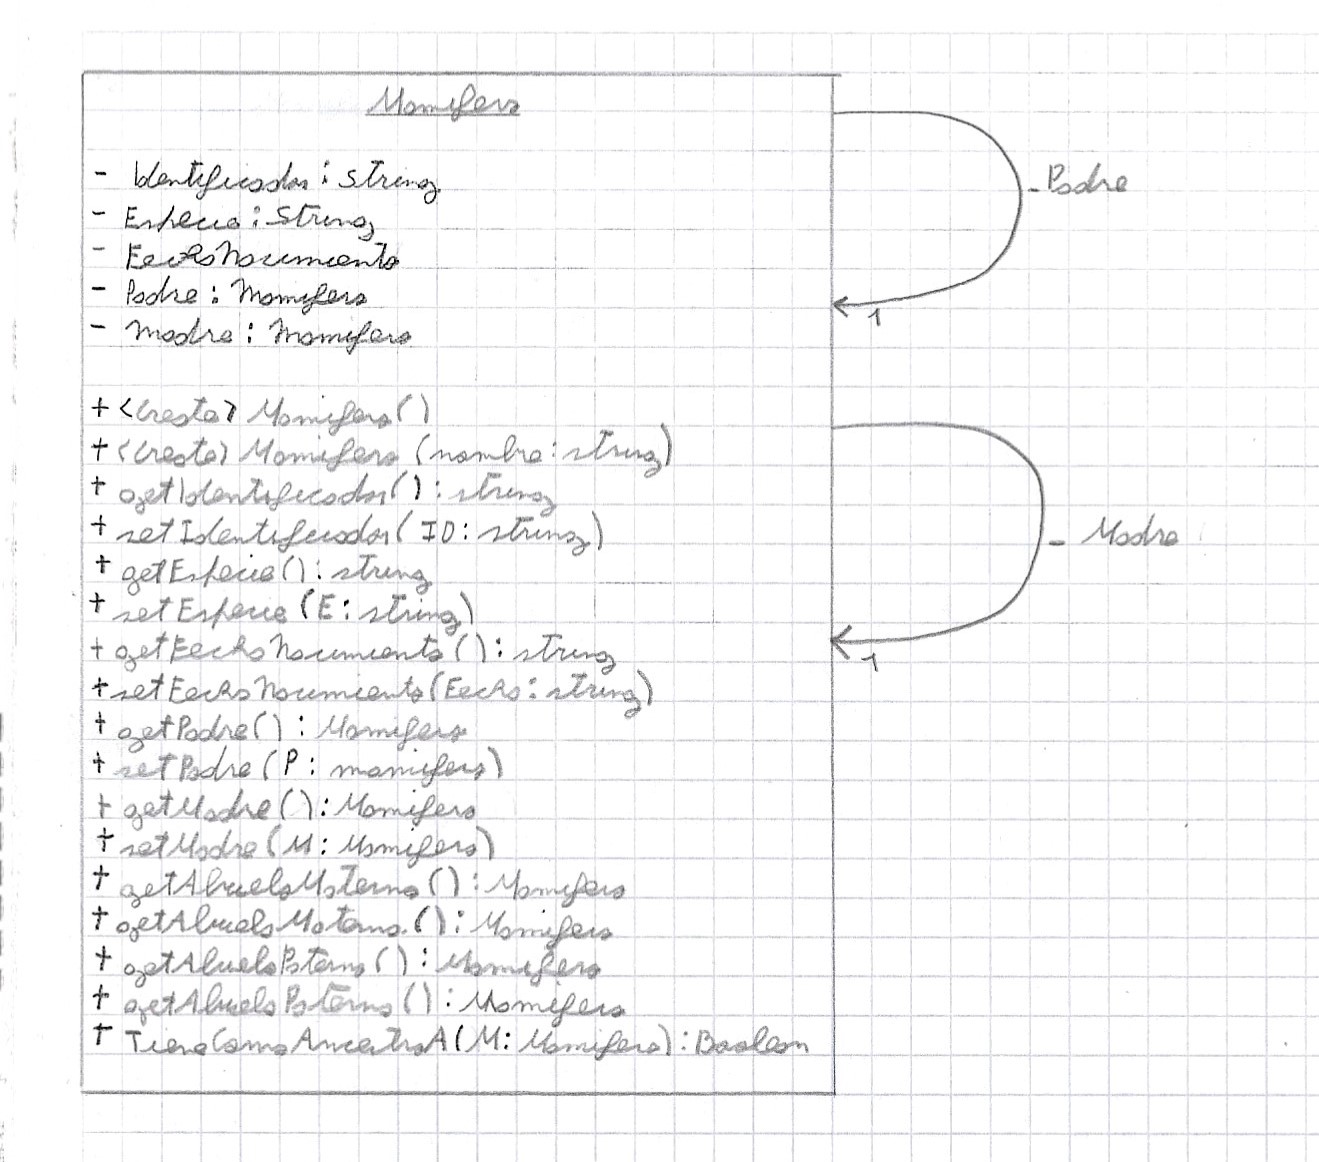 Mamifero
- Identificador: String
- Especie: String
- FechaNacimiento
- Padre: Mamifero
- Madre: Mamifero
+ <Create> Mamifero()
+ <Create> Mamifero (nombre: string)
+ getIdentificador(): string
+ setIdentificador(ID: string)
+ getEspecie(): string
+ setEspecie(E: string)
+ getFechaNacimiento(): string
+ setFechaNacimiento(Fecha: string)
+ getPadre(): Mamifero
+ setPadre(P: mamifero)
+ getMadre(): Mamifero
+ setMadre(M: Mamifero)
+ getAbueloMaterno(): Mamifero
+ getAbuelaMaterna(): Mamifero
+ getAbueloPaterno(): Mamifero
+ getAbuelaPaterna(): Mamifero
+ TieneComoAncestroA(M: Mamifero): Boolean
- Padre
1
- Madre
1